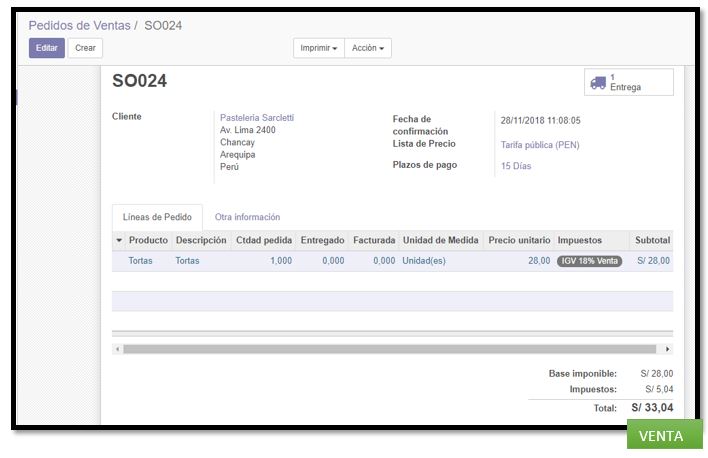 Pedidos de Ventas / SO024
Editar Crear Imprimir Acción
SO024
1
Entrega
Cliente Pasteleria Sarcletti
Av. Lima 2400
Chancay
Arequipa
Perú
Fecha de confirmación 28/11/2018 11:08:05
Lista de Precio Tarifa pública (PEN)
Plazos de pago 15 Días
Líneas de Pedido Otra información
Producto Descripción Ctdad pedida Entregado Facturada Unidad de Medida Precio unitario Impuestos Subtotal
Tortas Tortas 1,000 0,000 0,000 Unidad(es) 28,00 IGV 18% Venta S/ 28,00
Base imponible: S/ 28,00
Impuestos: S/ 5,04
Total: S/ 33,04
VENTA